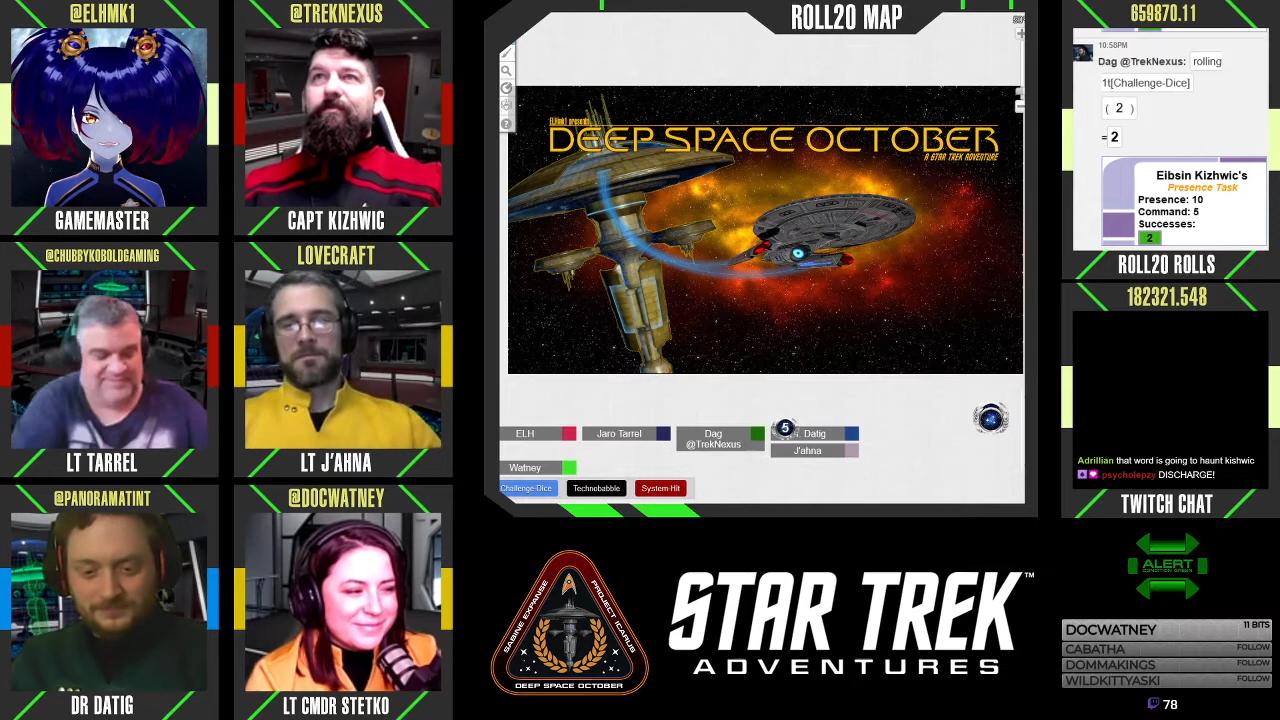 @ELHMK1
GAMEMASTER
@TREKNEXUS
CAPT KIZHWIC
@CHUBBYKOBOLDGAMING
LT TARREL
LOVECRAFT
LT J'AHNA
@PANORAMATINT
DR DATIG
@DOCWATNEY
LT CMDR STETKO
ROLL20 MAP
ELHmk1 presents
DEEP SPACE OCTOBER
A STAR TREK ADVENTURE
ELH
Jaro Tarrel
Dag
@TrekNexus
5
Datig
J'ahna
Watney
Challenge-Dice
Technobabble
System-Hit
SABINE EXPANSE
PROJECT ICARUS
DEEP SPACE OCTOBER
STAR TREK™
ADVENTURES
659870.11
10:58PM
Dag @TrekNexus: rolling
1t[Challenge-Dice]
( 2 )
=2
Eibsin Kizhwic's
Presence Task
Presence: 10
Command: 5
Successes:
2
ROLL20 ROLLS
182321.548
Adrillian that word is going to haunt kishwic
psycholepzy DISCHARGE!
TWITCH CHAT
ALERT
CONDITION GREEN
DOCWATNEY 11 BITS
CABATHA FOLLOW
DOMMAKINGS FOLLOW
WILDKITTYASKI FOLLOW
78